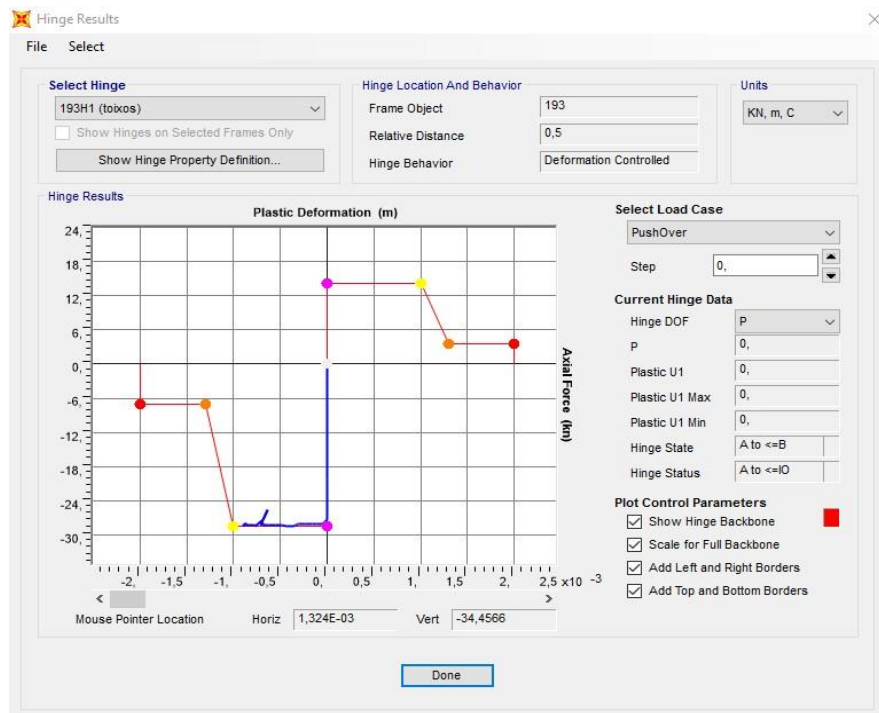 Hinge Results
File Select
Select Hinge
193H1 (toixos)
Show Hinges on Selected Frames Only
Show Hinge Property Definition...
Hinge Location And Behavior
Frame Object 193
Relative Distance 0,5
Hinge Behavior Deformation Controlled
Units
KN, m, C
Hinge Results
Plastic Deformation (m)
24,
18,
12,
6,
0,
-6,
-12,
-18,
-24,
-30,
Axial Force (kn)
-2, -1,5 -1, -0,5 0, 0,5 1, 1,5 2, 2,5 x10 -3
Mouse Pointer Location Horiz 1,324E-03 Vert -34,4566
Select Load Case
PushOver
Step 0,
Current Hinge Data
Hinge DOF P
P 0,
Plastic U1 0,
Plastic U1 Max 0,
Plastic U1 Min 0,
Hinge State A to <=B
Hinge Status A to <=IO
Plot Control Parameters
Show Hinge Backbone
Scale for Full Backbone
Add Left and Right Borders
Add Top and Bottom Borders
Done